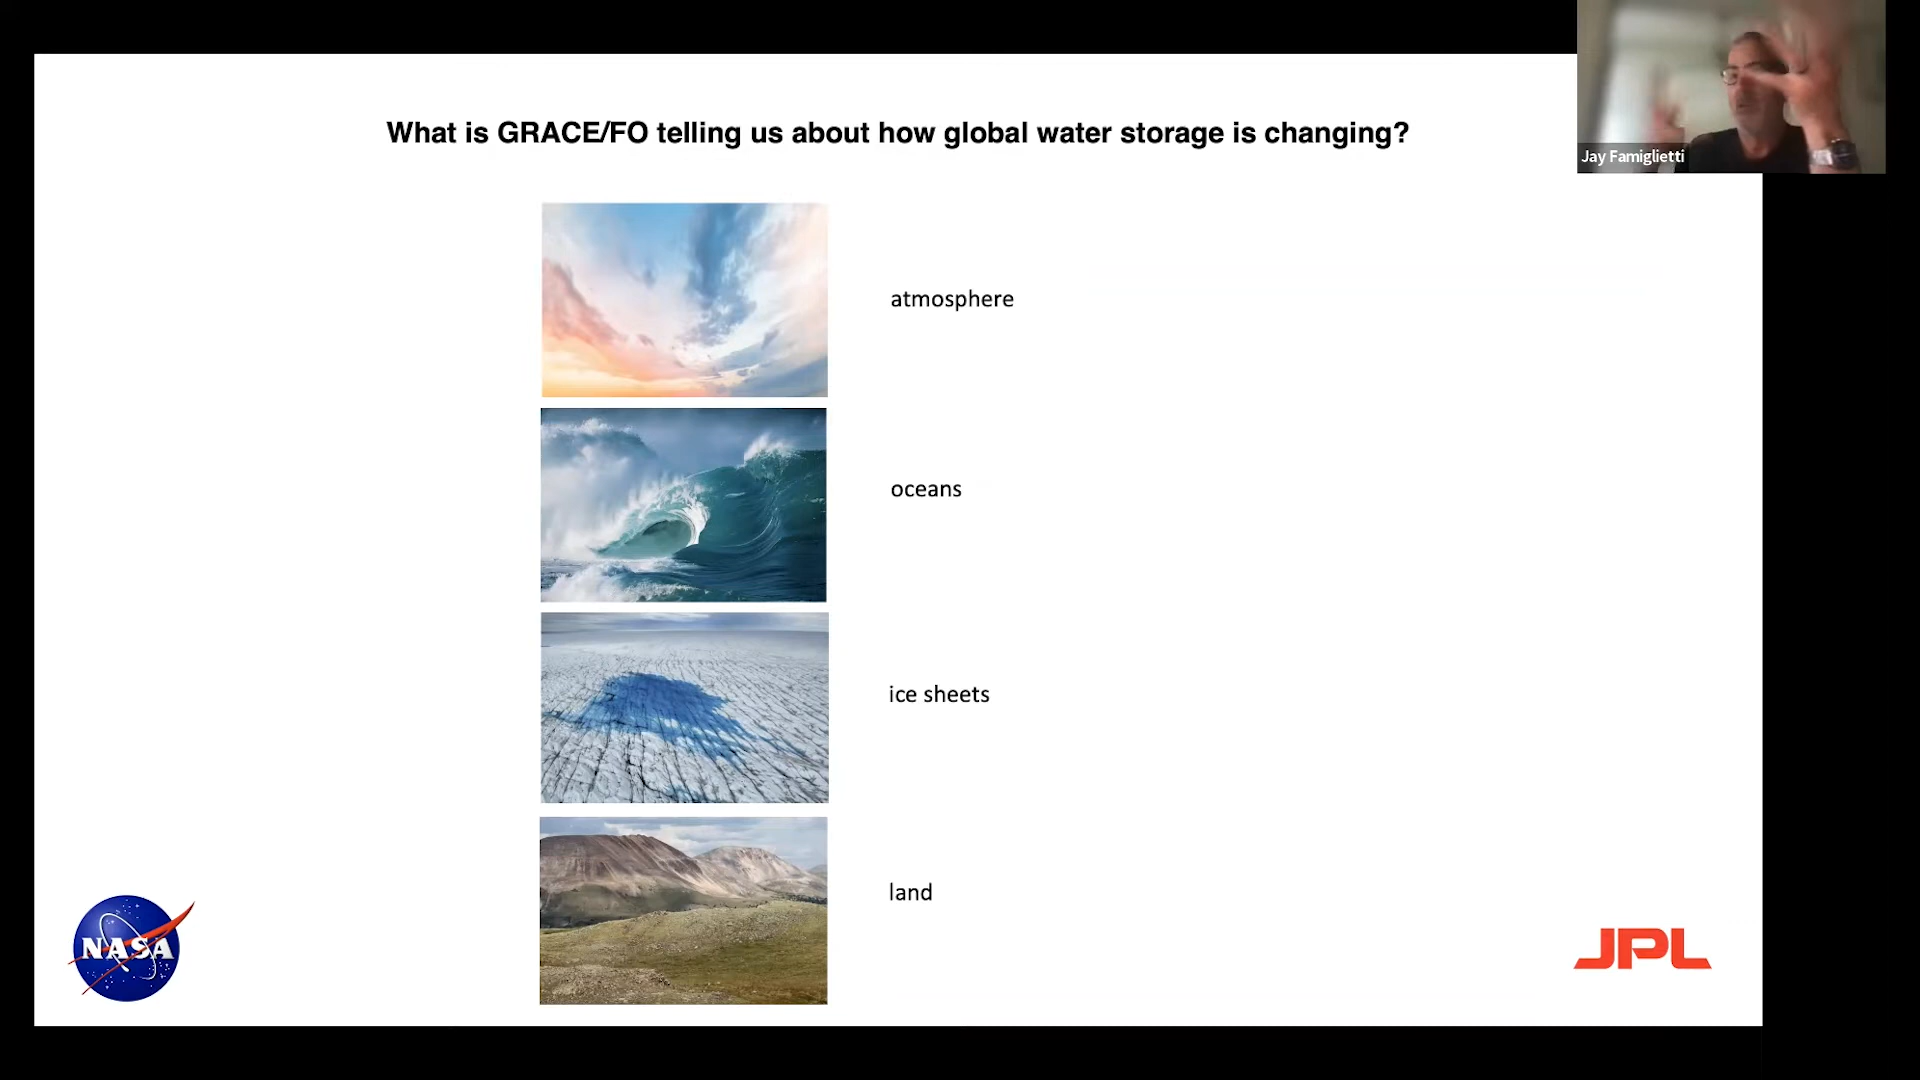 What is GRACE/FO telling us about how global water storage is changing?
Jay Famiglietti
atmosphere
oceans
ice sheets
land
NASA
JPL